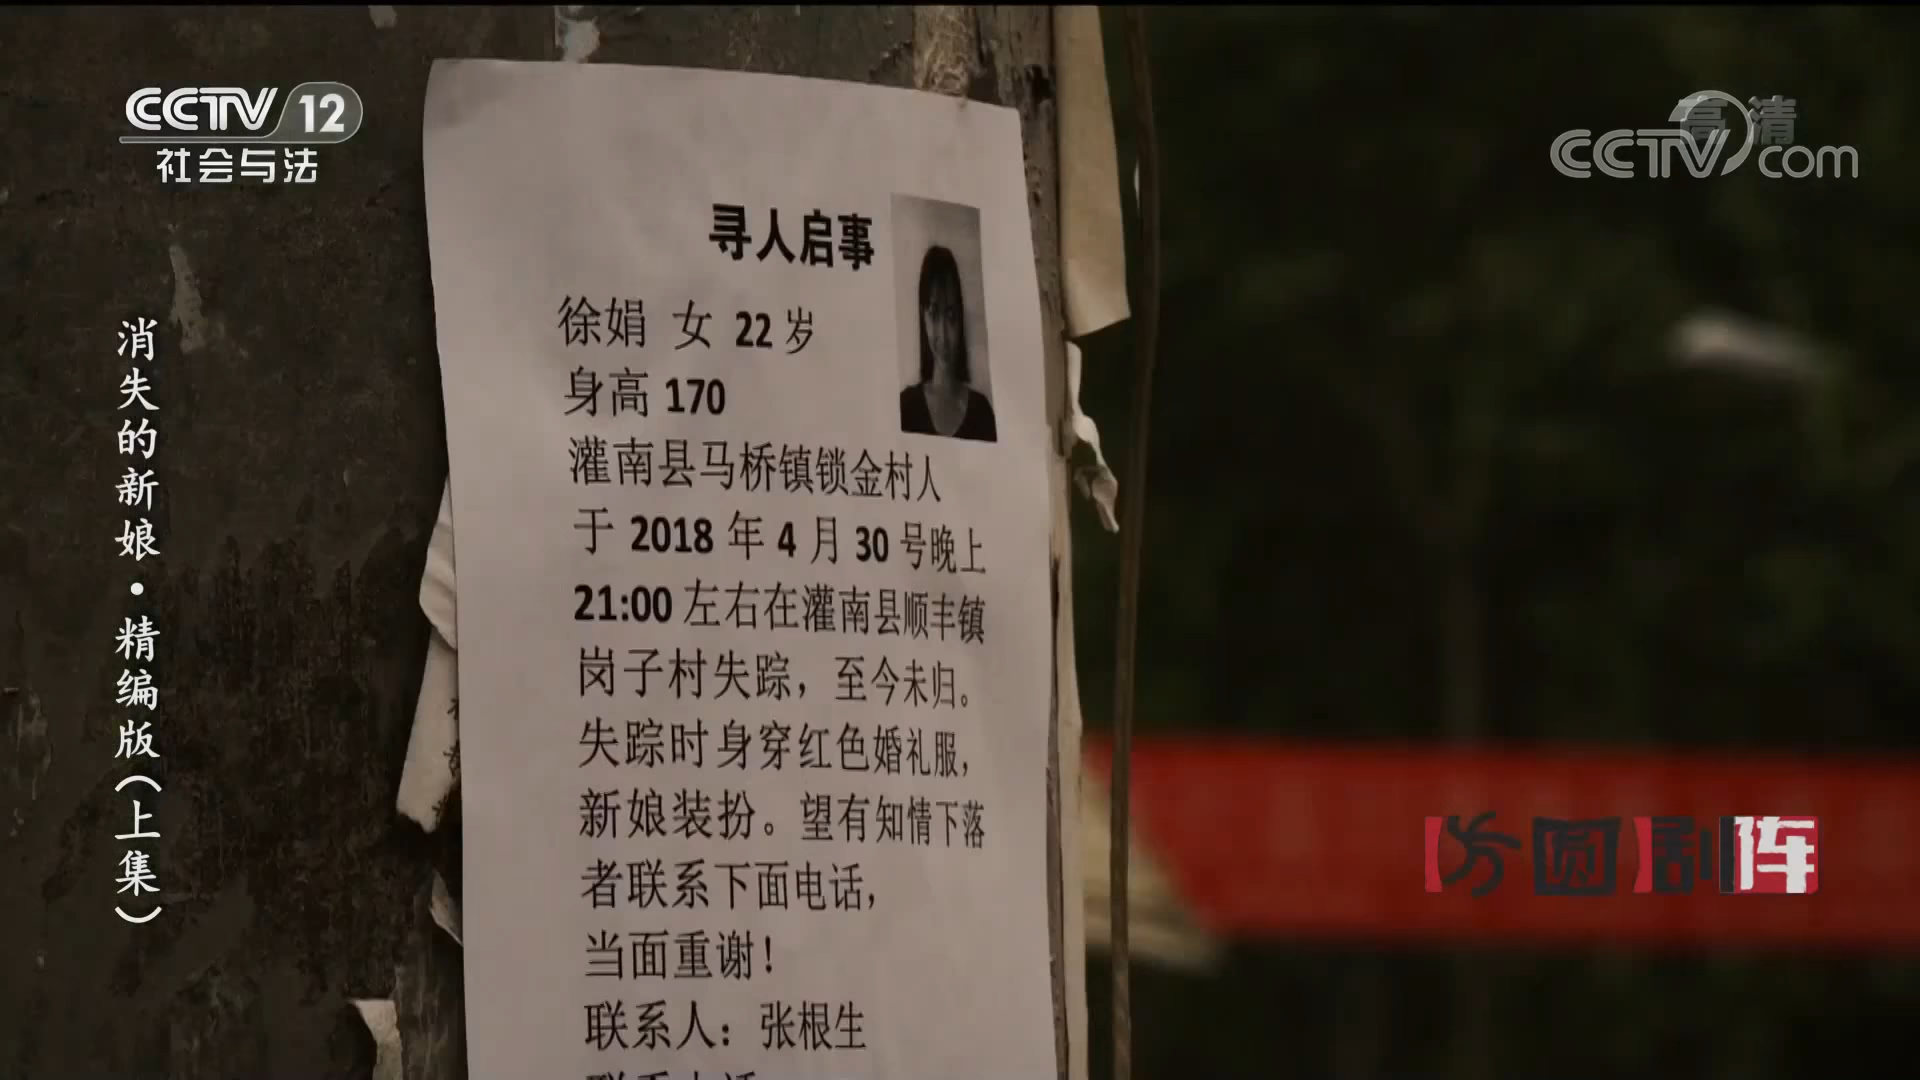 CCTV 12
社会与法
高清
CCTV.com
消失的新娘·精编版（上集）
寻人启事
徐娟 女 22 岁
身高 170
灌南县马桥镇锁金村人
于 2018 年 4 月 30 号晚上
21:00 左右在灌南县顺丰镇
岗子村失踪，至今未归。
失踪时身穿红色婚礼服，
新娘装扮。望有知情下落
者联系下面电话，
当面重谢！
联系人：张根生
【方圆】剧阵